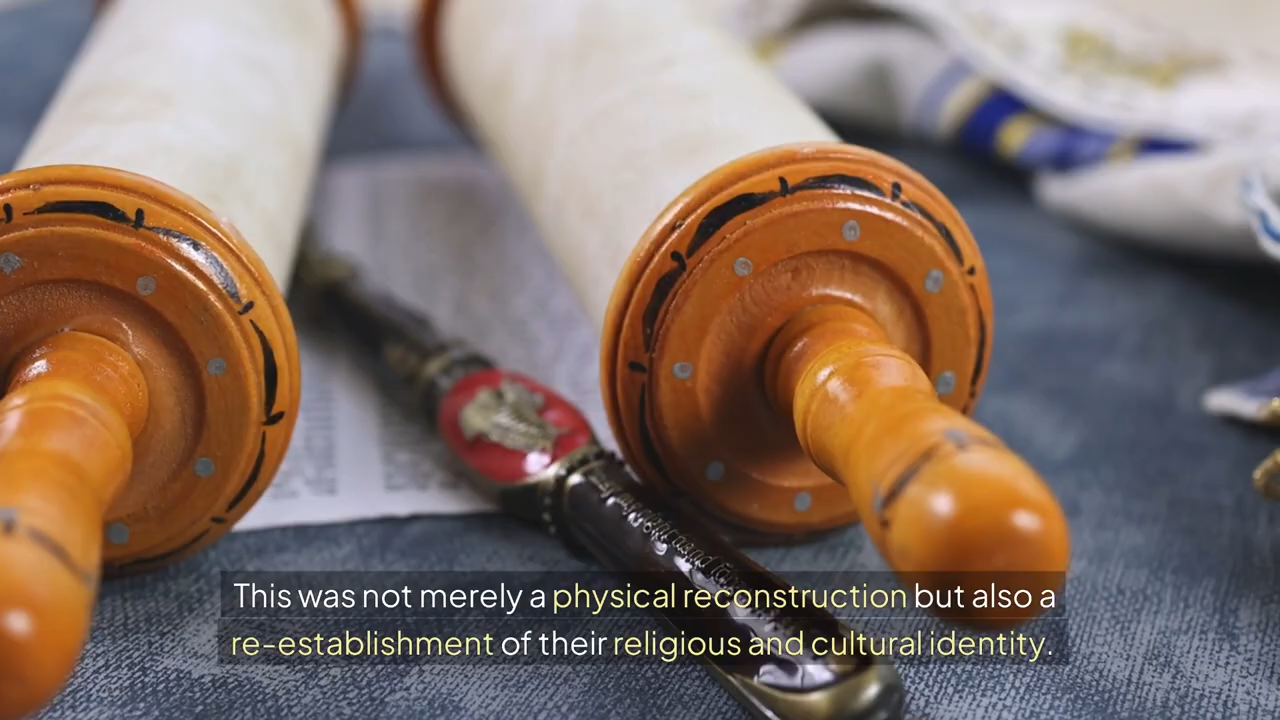 This was not merely a physical reconstruction but also a
re-establishment of their religious and cultural identity.